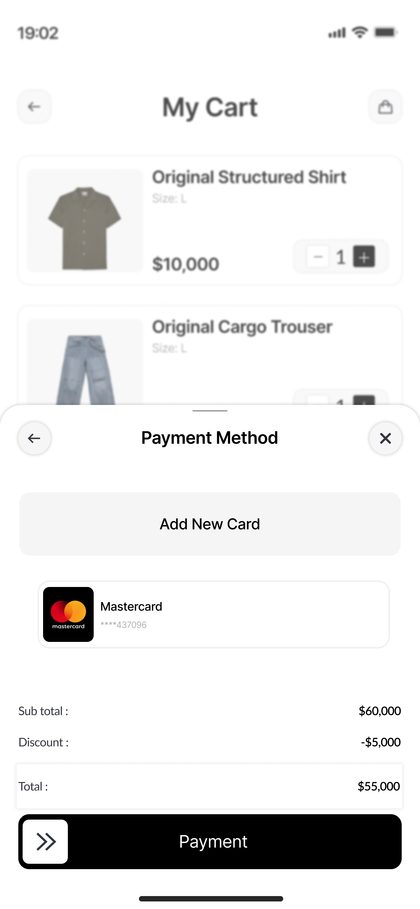 19:02
My Cart
Original Structured Shirt
Size: L
$10,000
− 1 +
Original Cargo Trouser
Size: L
1
Payment Method
Add New Card
Mastercard
mastercard
****437096
Sub total : $60,000
Discount : -$5,000
Total : $55,000
Payment